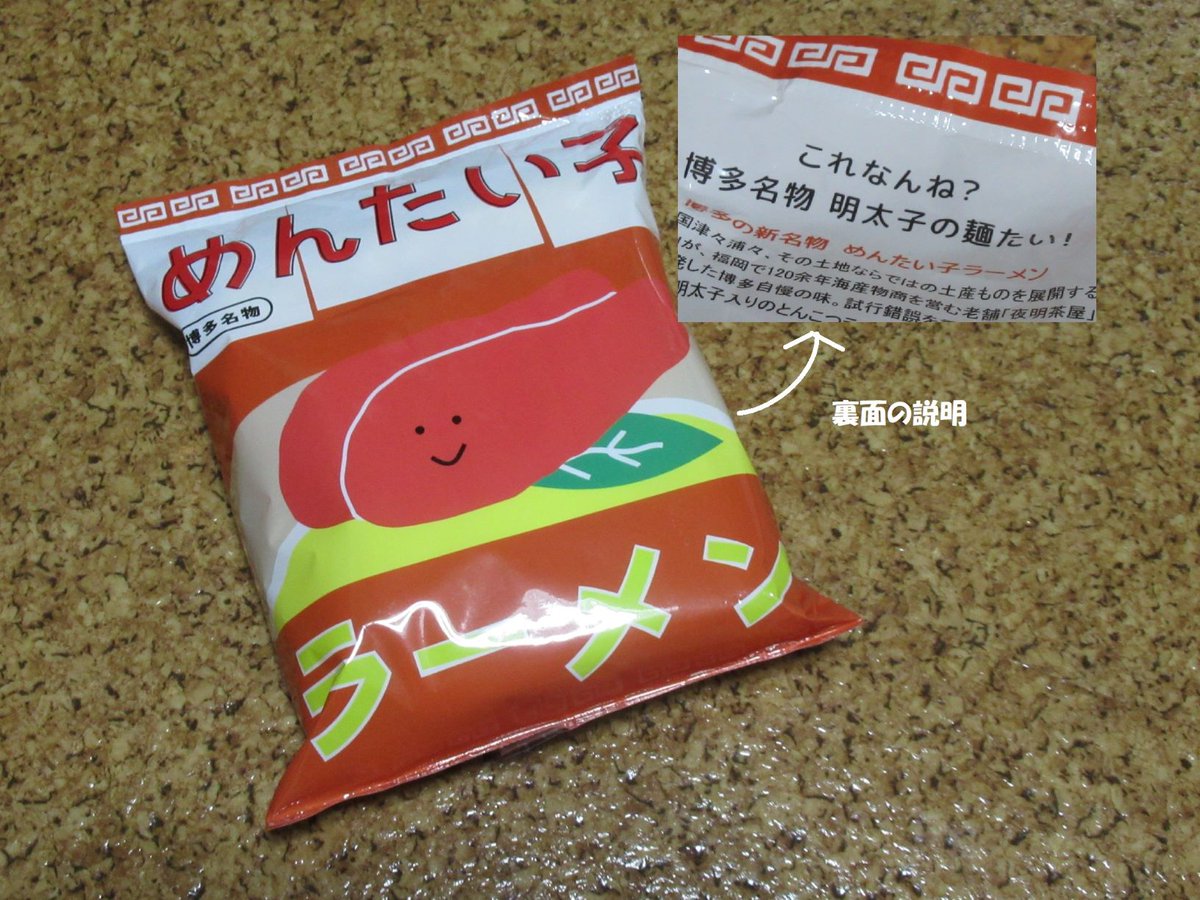 めんたい子
博多名物
ラーメン
これなんね?
博多名物 明太子の麺たい!
博多の新名物 めんたい子ラーメン
国津々浦々、その土地ならではの土産ものを展開する
が、福岡で120余年海産物商を営む老舗「夜明茶屋」
発した博多自慢の味。試行錯誤を
明太子入りのとんこつ
裏面の説明